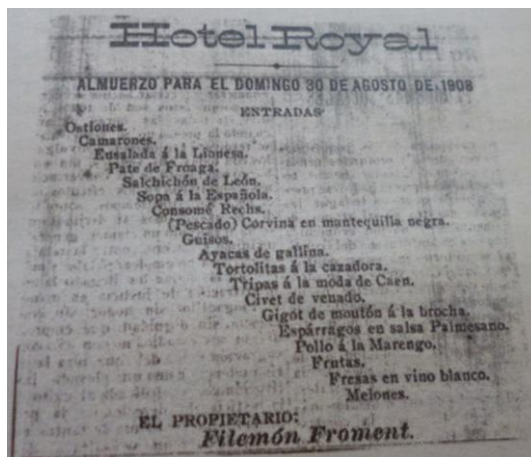 Hotel Royal
ALMUERZO PARA EL DOMINGO 30 DE AGOSTO DE 1908
ENTRADAS
Ostiones.
Camarones.
Ensalada á la Lionesa.
Pate de Froaga.
Salchichón de León.
Sopa á la Española.
Consomé Rechs.
(Pescado) Corvina en mantequilla negra.
Guisos.
Ayacas de gallina.
Tortolitas á la cazadora.
Tripas á la moda de Caen.
Civet de venado.
Gigot de moutón á la brocha.
Espárragos en salsa Palmesano.
Pollo á la Marengo.
Frutas.
Fresas en vino blanco.
Melones.
EL PROPIETARIO:
Filemón Froment.